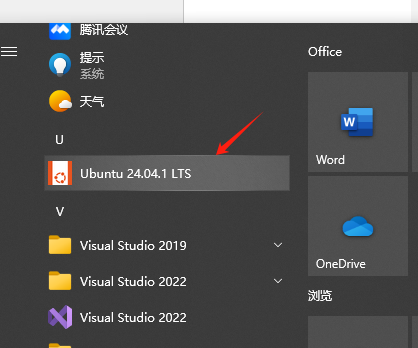 腾讯会议
提示
系统
天气
U
Ubuntu 24.04.1 LTS
V
Visual Studio 2019
Visual Studio 2022
Visual Studio 2022
Office
Word
OneDrive
浏览